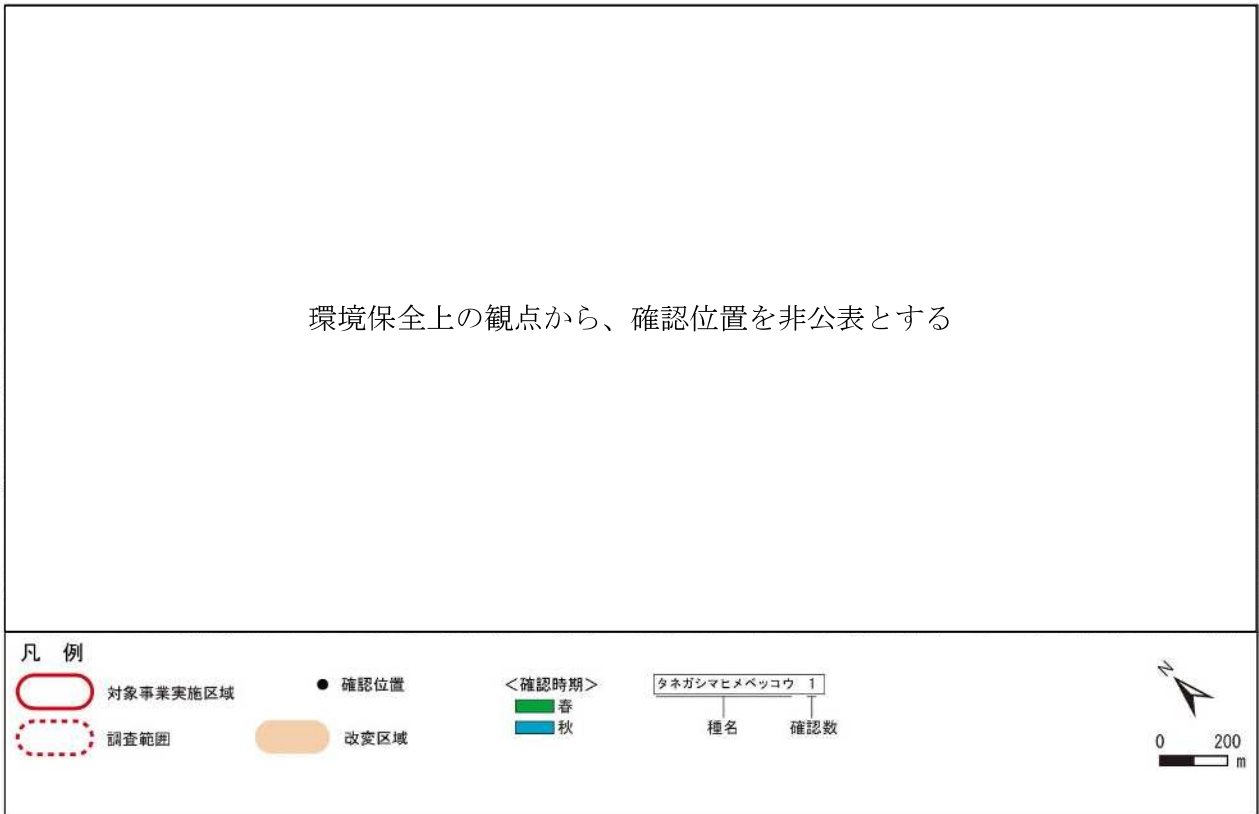 環境保全上の観点から、確認位置を非公表とする
凡 例
対象事業実施区域
調査範囲
確認位置
改変区域
＜確認時期＞
春
秋
タネガシマヒメベッコウ 1
種名 確認数
N
0 200
m